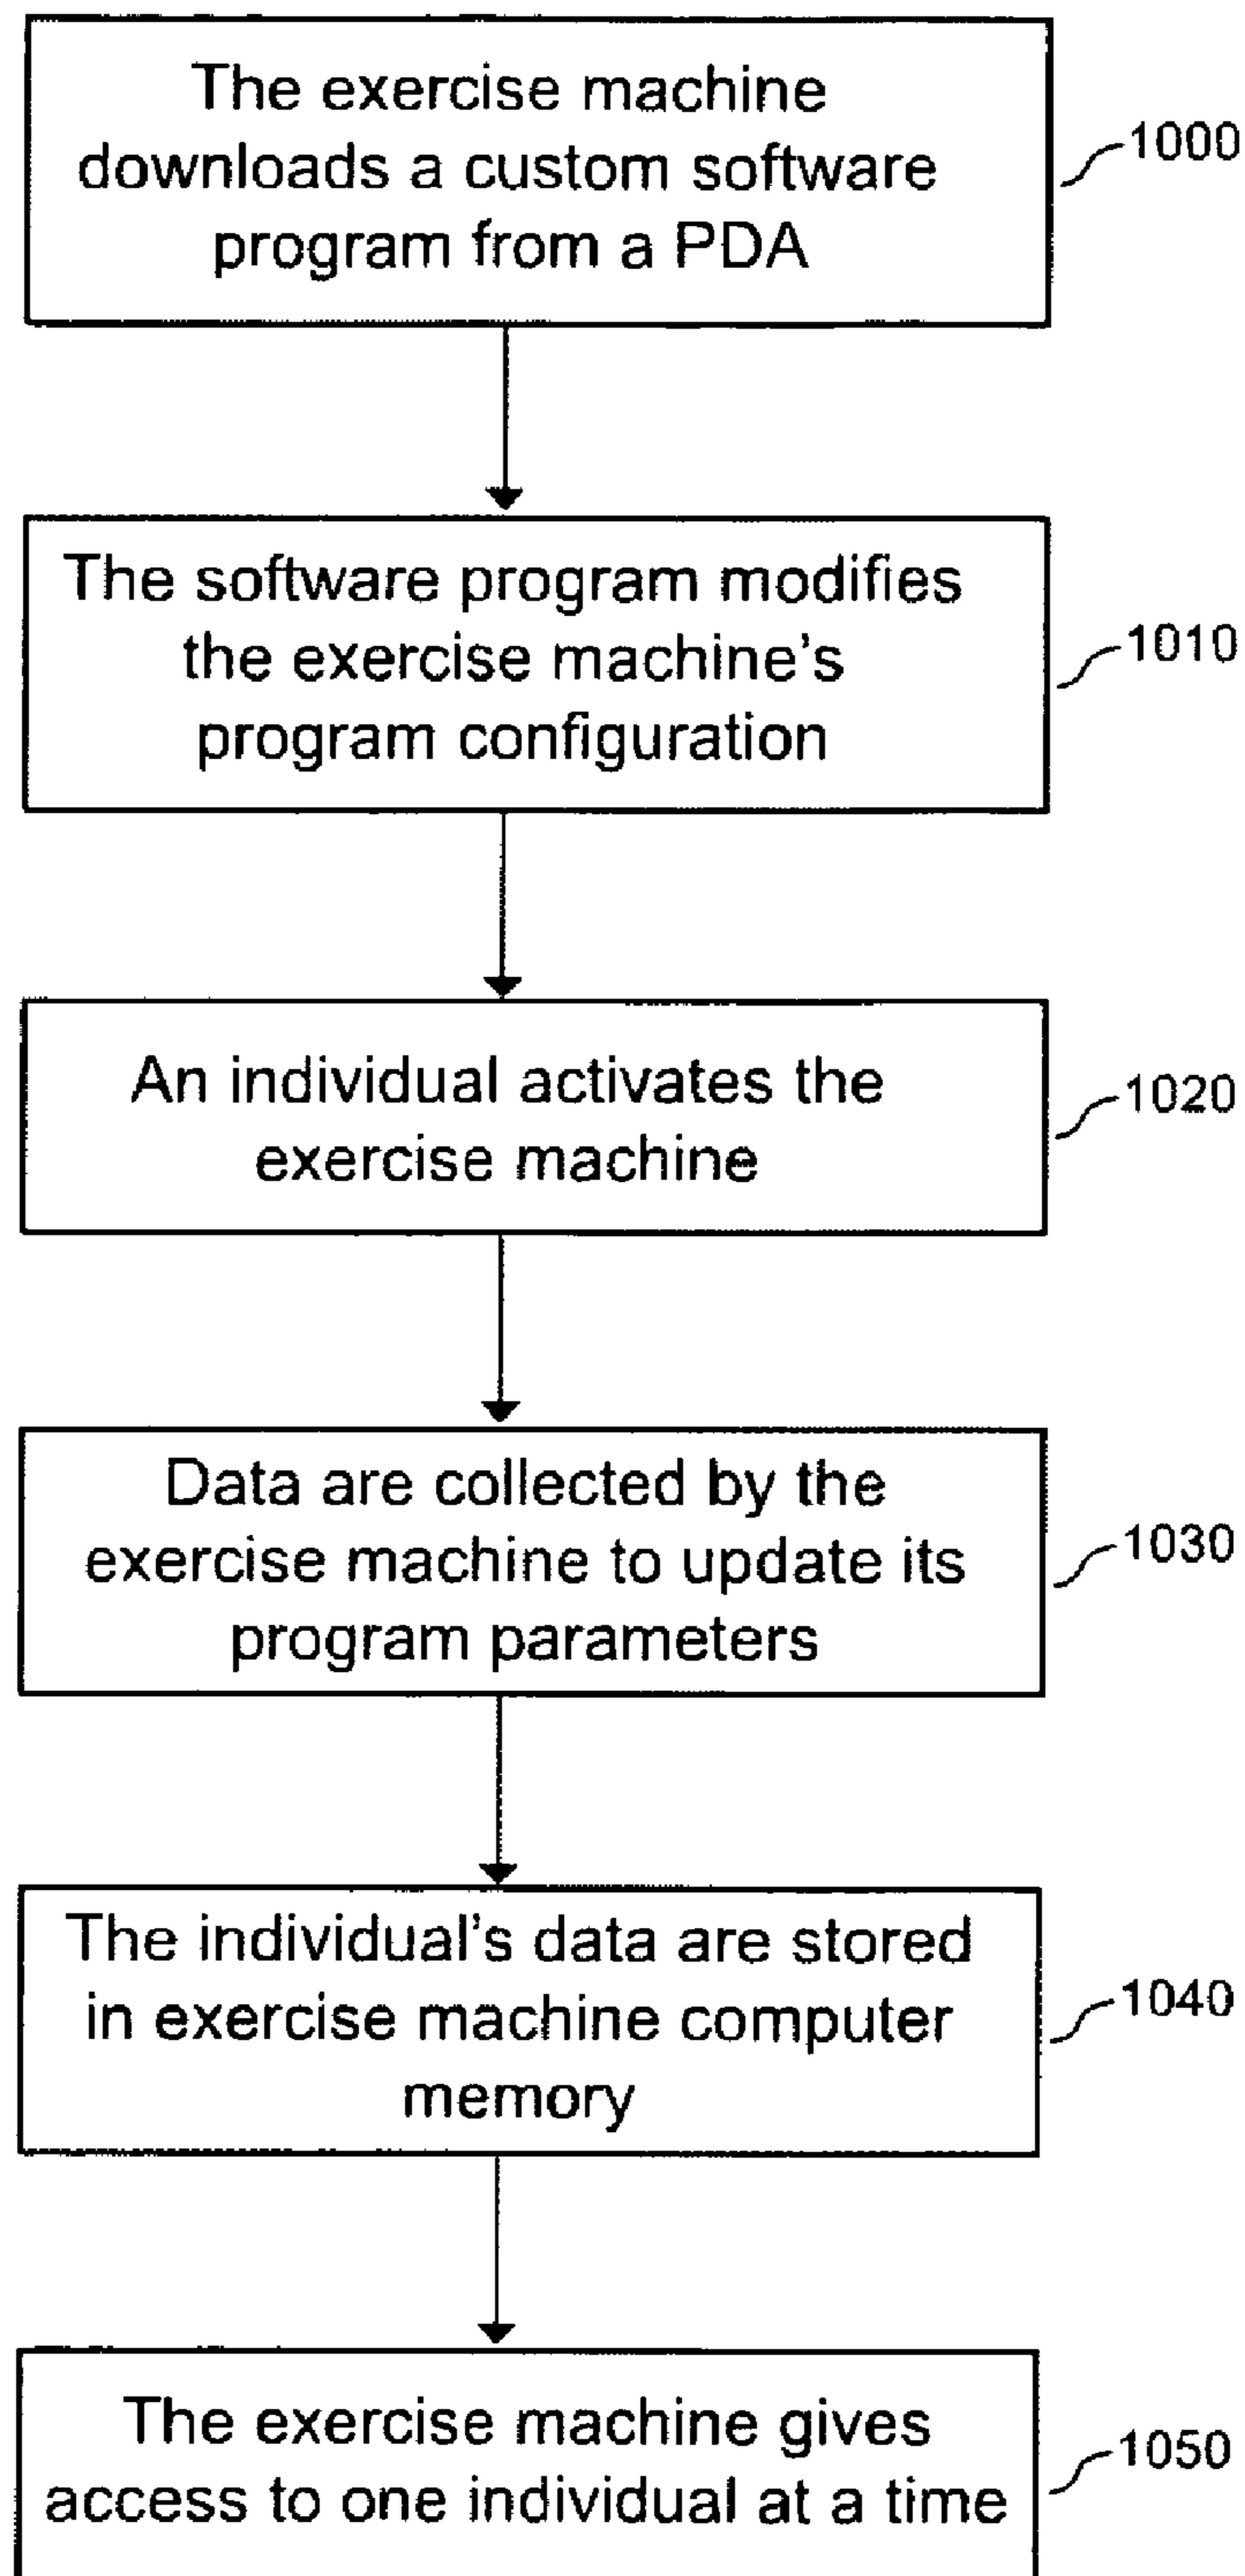 The exercise machine
downloads a custom software
program from a PDA
1000
The software program modifies
the exercise machine's
program configuration
1010
An individual activates the
exercise machine
1020
Data are collected by the
exercise machine to update its
program parameters
1030
The individual's data are stored
in exercise machine computer
memory
1040
The exercise machine gives
access to one individual at a time
1050